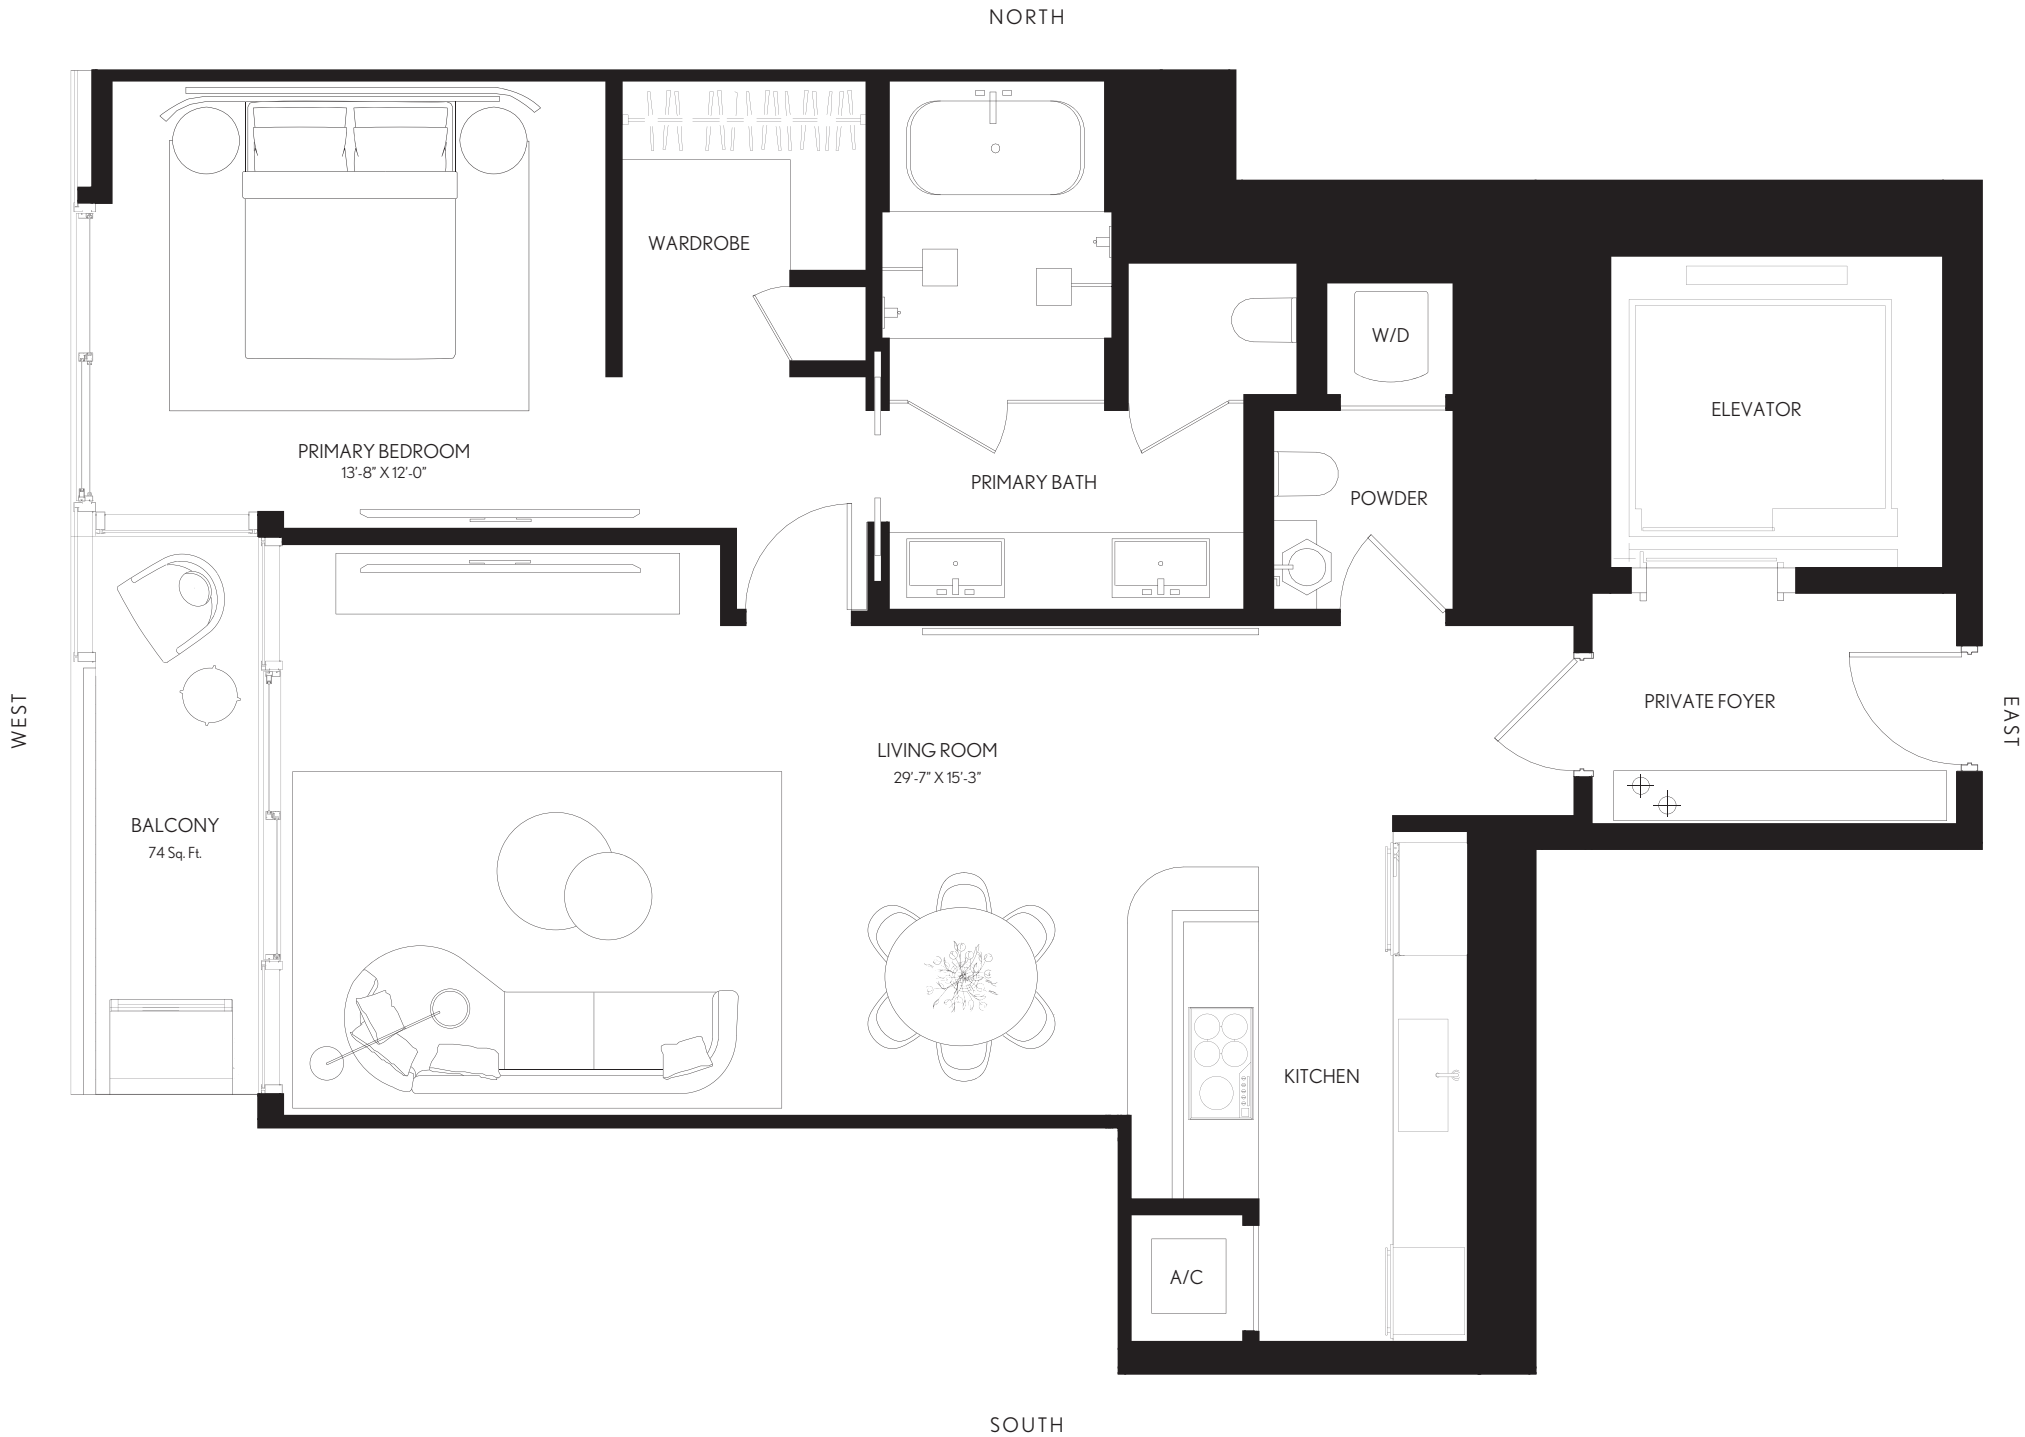 NORTH
WARDROBE
W/D
ELEVATOR
PRIMARY BEDROOM
13'-8" X 12'-0"
PRIMARY BATH
POWDER
WEST
PRIVATE FOYER
EAST
LIVING ROOM
29'-7" X 15'-3"
BALCONY
74 Sq. Ft.
KITCHEN
A/C
SOUTH